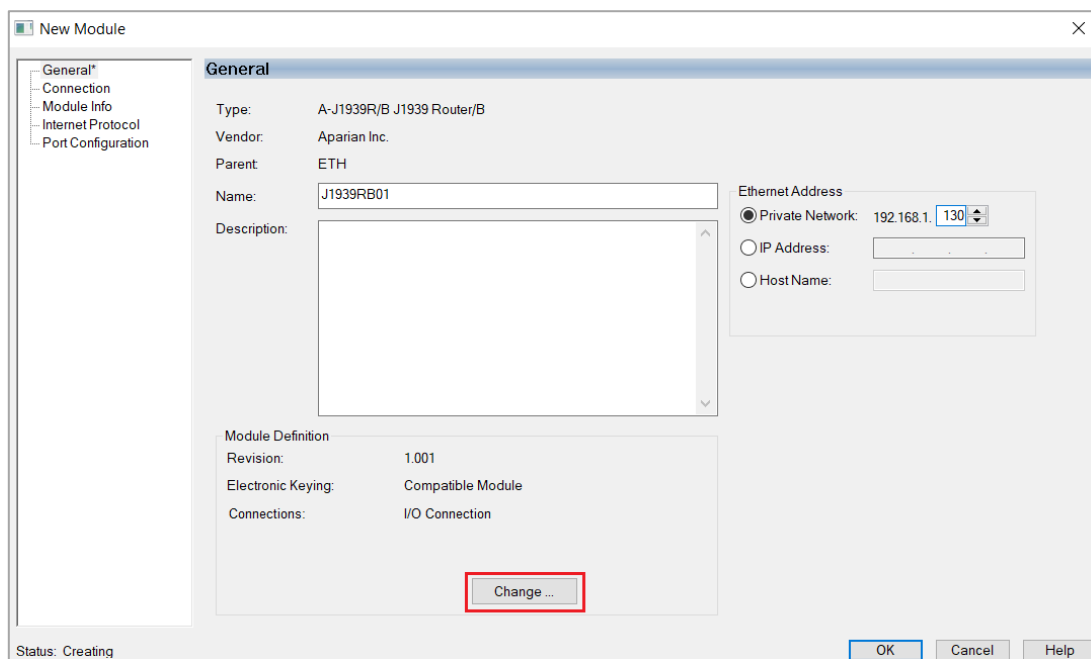 New Module
General*
Connection
Module Info
Internet Protocol
Port Configuration
General
Type: A-J1939R/B J1939 Router/B
Vendor: Aparian Inc.
Parent: ETH
Name: J1939RB01
Description:
Ethernet Address
Private Network: 192.168.1. 130
IP Address: . . .
Host Name:
Module Definition
Revision: 1.001
Electronic Keying: Compatible Module
Connections: I/O Connection
Change ...
Status: Creating
OK Cancel Help